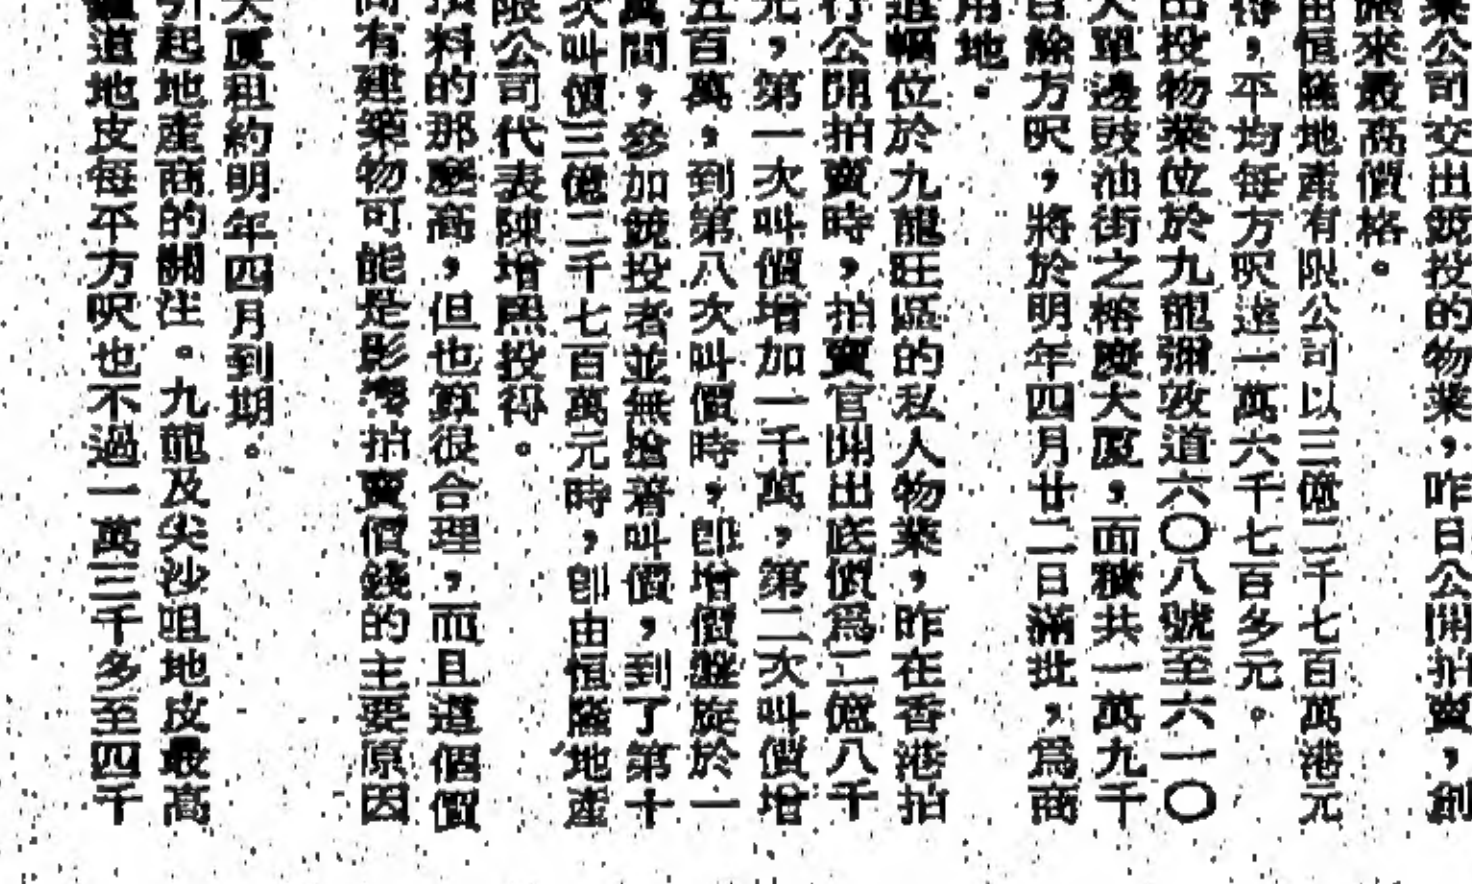 業公司交出競投的物業，昨日公開拍賣，創
來最高價格。
由恒隆地產有限公司以三億二千七百萬港元
得，平均每方呎達一萬六千七百多元。
出投物業位於九龍彌敦道六〇八號至六一〇
單邊豉油街之榕慶大厦，面積共一萬九千
百餘方呎，將於明年四月廿二日滿批，爲商
用地。
這幅位於九龍旺區的私人物業，昨在香港拍
行公開拍賣時，拍賣官開出底價爲二億八千
元，第一次叫價增加一千萬，第二次叫價增
五百萬，到第八次叫價時，卽增價盤旋於一
萬間，參加競投者並無搶着叫價，到了第十
次叫價三億二千七百萬元時，卽由恒隆地產
限公司代表陳增熙投得。
預料的那麼高，但也算很合理，而且這個價
有建築物可能是影響拍賣價錢的主要原因
大厦租約明年四月到期。
引起地產商的關注。九龍及尖沙咀地皮最高
道地皮每平方呎也不過一萬三千多至四千